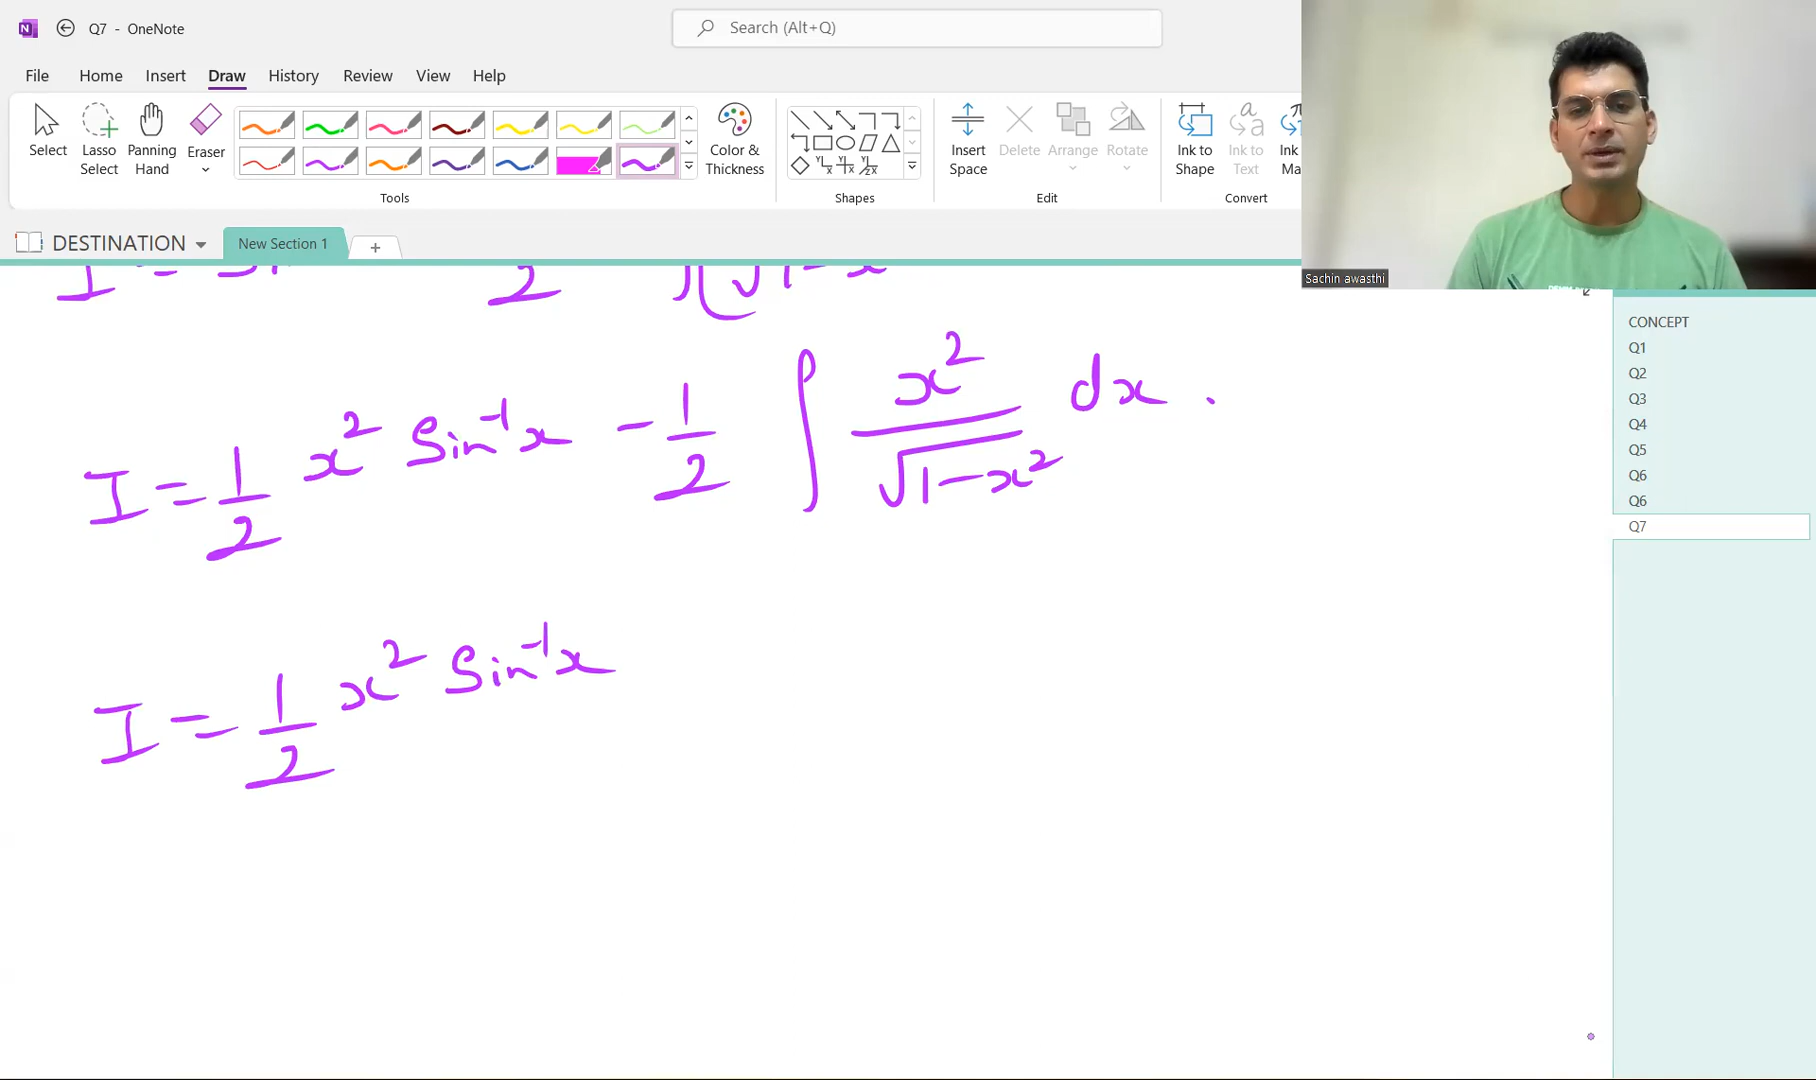 Q7 - OneNote
Search (Alt+Q)
File Home Insert Draw History Review View Help
Select Lasso Select Panning Hand Eraser Color & Thickness Insert Space Delete Arrange Rotate Ink to Shape Ink to Text Ink Ma
Tools Shapes Edit Convert
DESTINATION New Section 1 +
Sachin awasthi
CONCEPT
Q1
Q2
Q3
Q4
Q5
Q6
Q6
Q7
I = 1/2 x² Sin⁻¹x - 1/2 ∫ x²/√1-x² dx .
I = 1/2 x² Sin⁻¹x